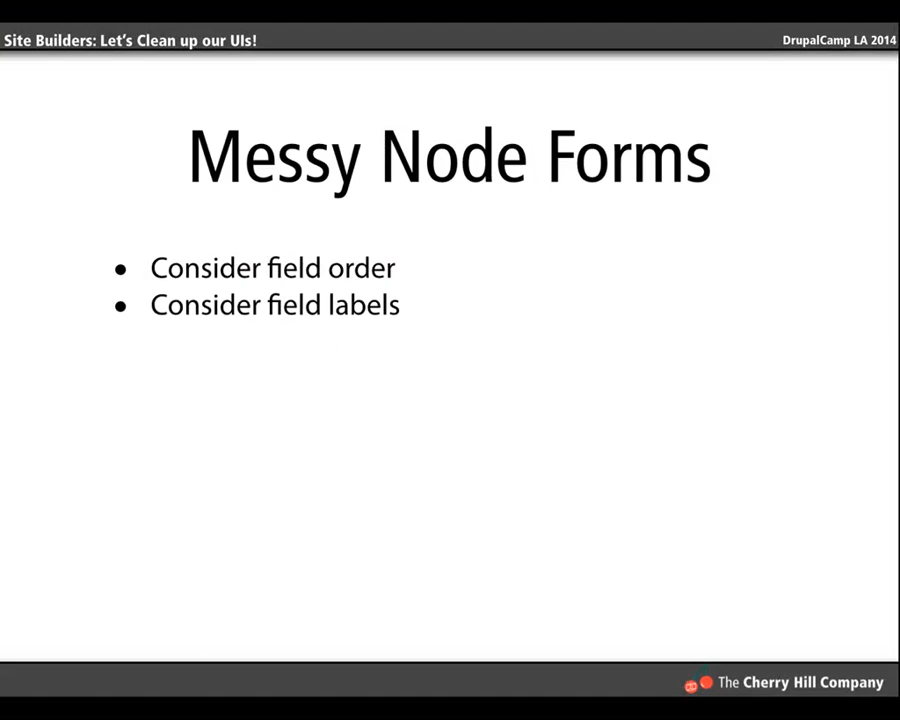 Site Builders: Let's Clean up our UIs!
DrupalCamp LA 2014
Messy Node Forms
• Consider field order
• Consider field labels
The Cherry Hill Company